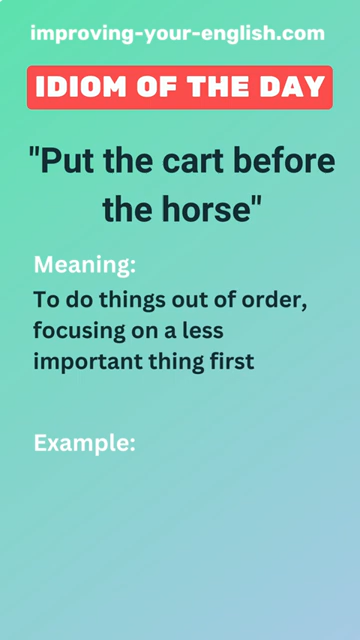 improving-your-english.com
IDIOM OF THE DAY
"Put the cart before
the horse"
Meaning:
To do things out of order,
focusing on a less
important thing first
Example: